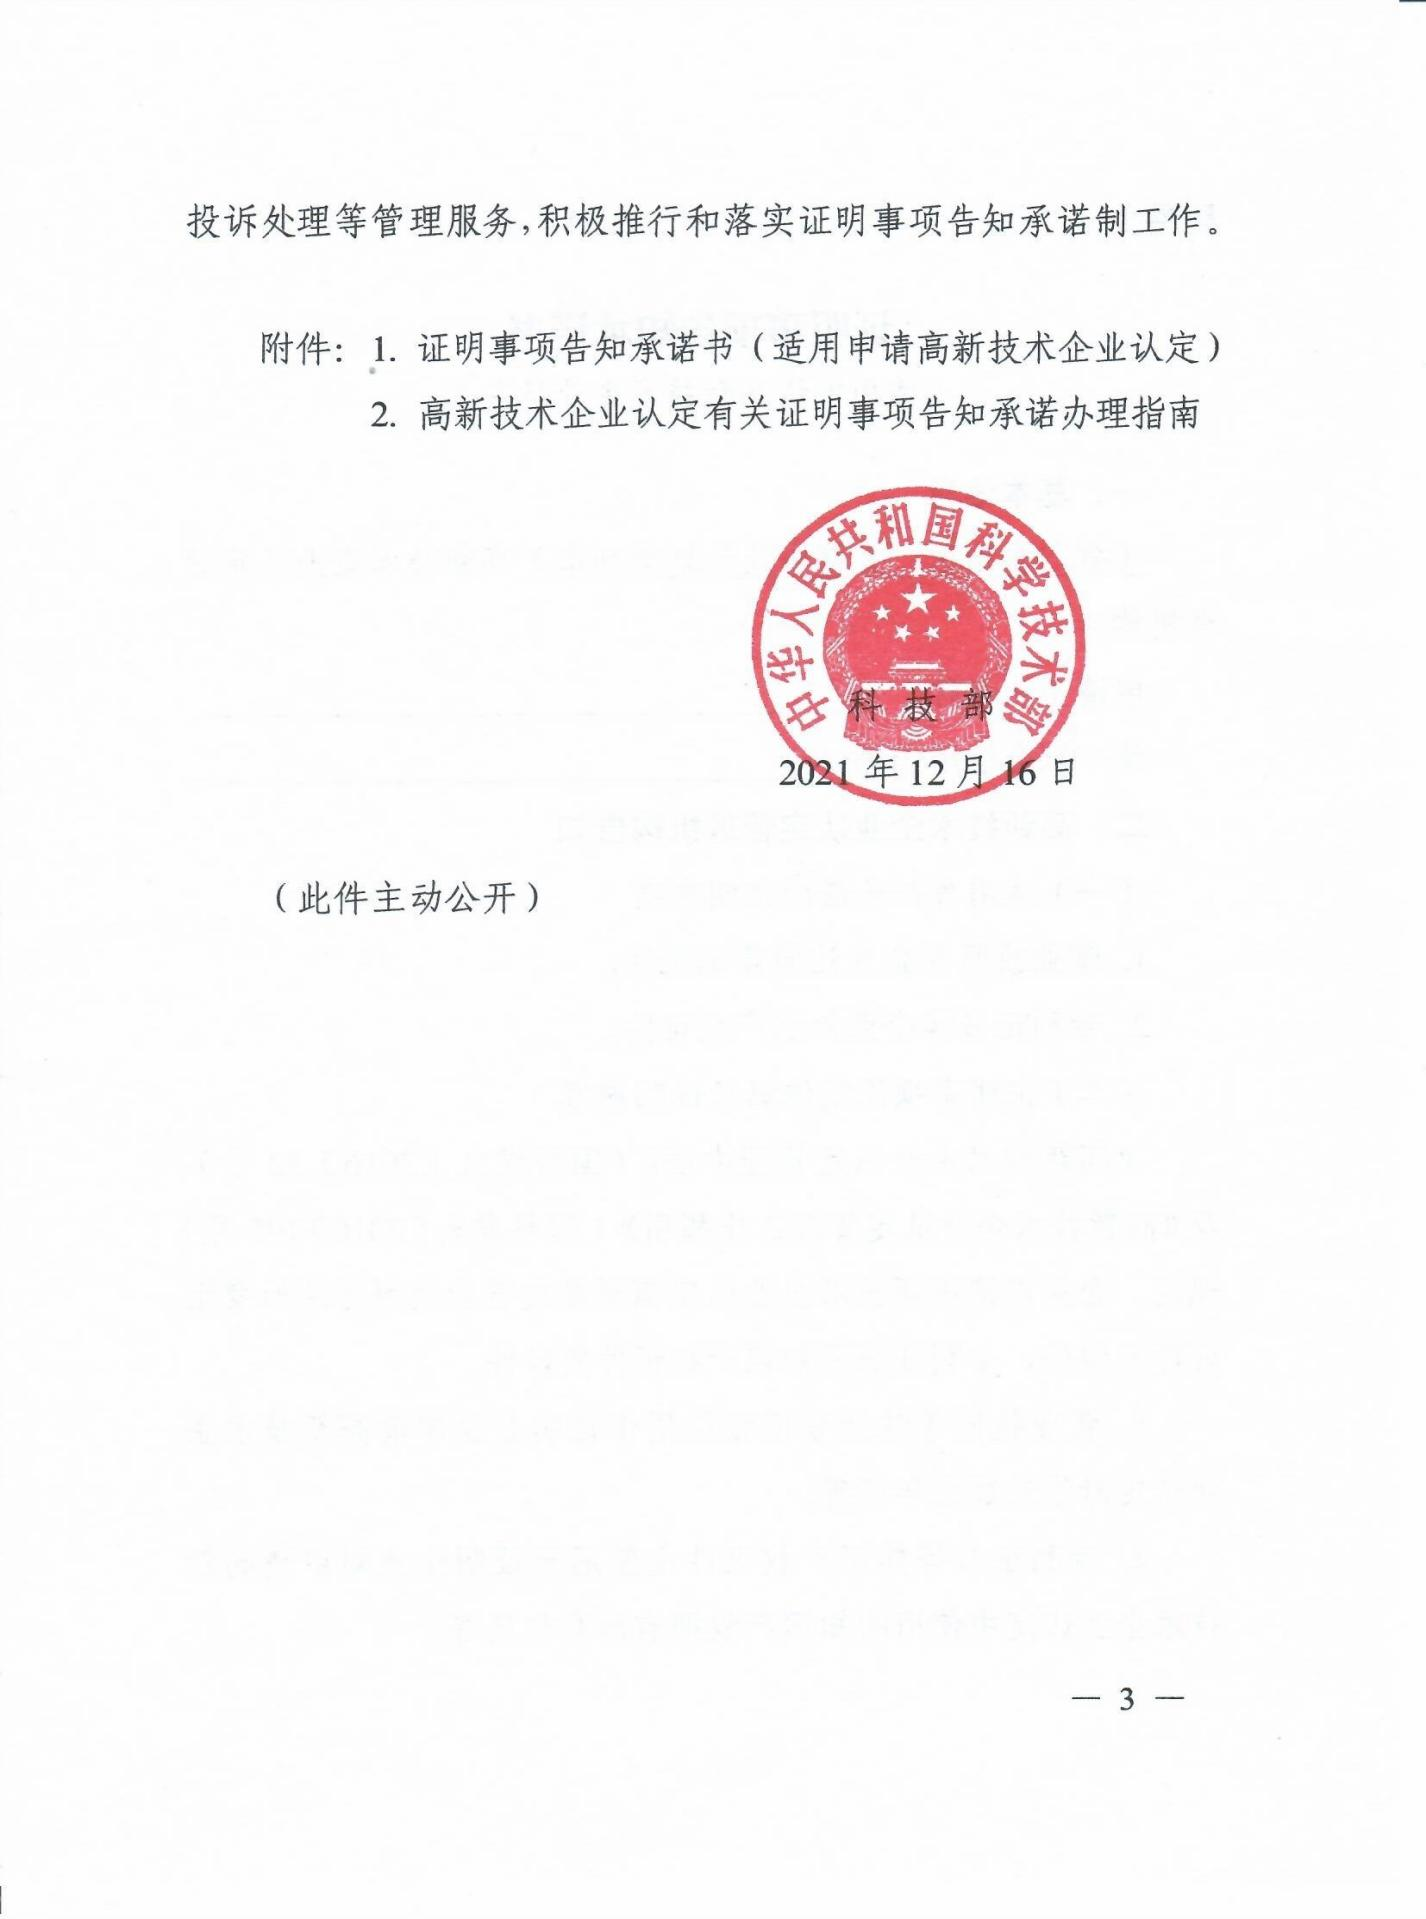 投诉处理等管理服务,积极推行和落实证明事项告知承诺制工作。
附件: 1. 证明事项告知承诺书（适用申请高新技术企业认定）
2. 高新技术企业认定有关证明事项告知承诺办理指南
中华人民共和国科学技术部
科技部
2021年12月16日
（此件主动公开）
— 3 —